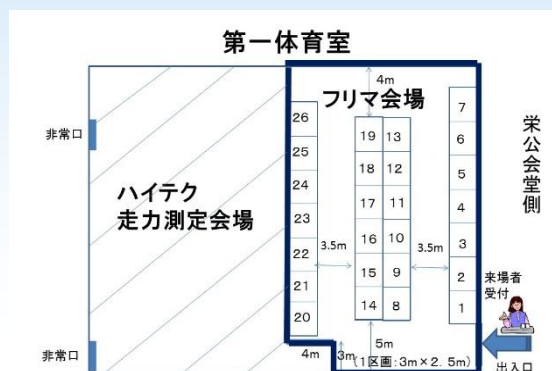 第一体育室
4m
フリマ会場
非常口
ハイテク
走力測定会場
26
25
24
23
22
21
20
19 13
18 12
17 11
16 10
15 9
14 8
7
6
5
4
3
2
1
3.5m
3.5m
栄公会堂側
来場者
受付
非常口
4m
3m
5m
(1区画:3m×2.5m)
出入口